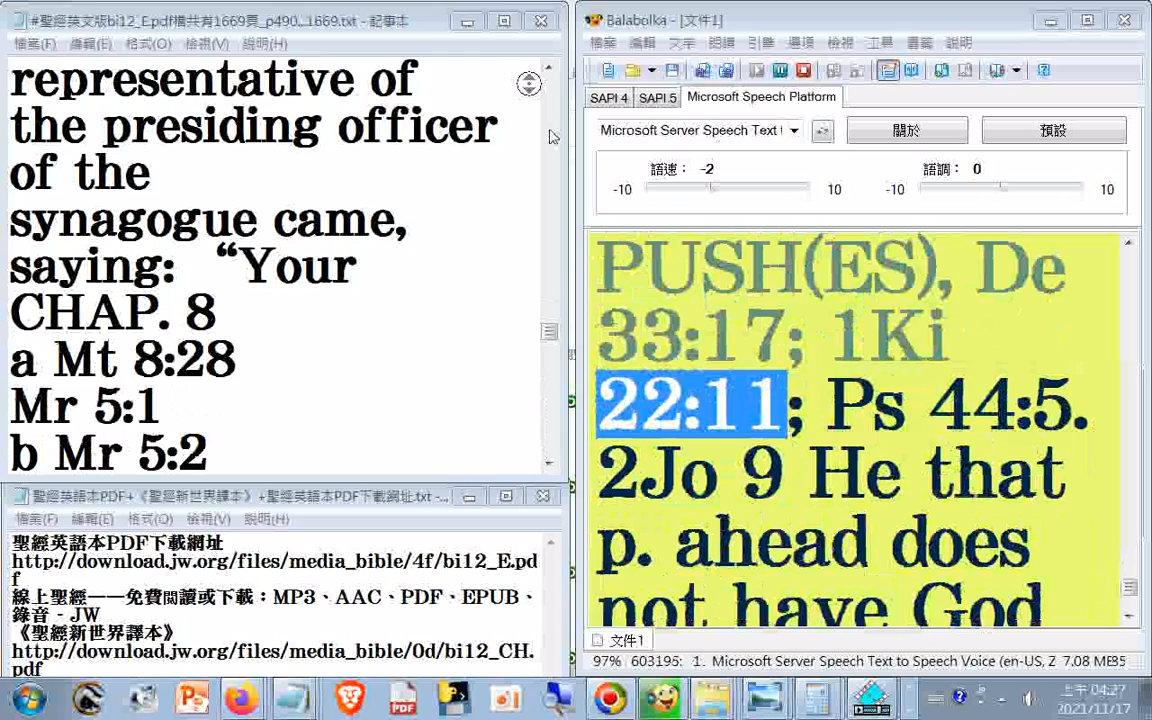 #聖經英文版bi12_E.pdf檔共有1669頁_p490...1669.txt - 記事本
檔案(F) 編輯(E) 格式(O) 檢視(V) 說明(H)
representative of
the presiding officer
of the
synagogue came,
saying: “Your
CHAP. 8
a Mt 8:28
Mr 5:1
b Mr 5:2
聖經英語本PDF+《聖經新世界譯本》+聖經英語本PDF下載網址.txt - ...
檔案(F) 編輯(E) 格式(O) 檢視(V) 說明(H)
聖經英語本PDF下載網址
http://download.jw.org/files/media_bible/4f/bi12_E.pd
f
線上聖經——免費閱讀或下載：MP3、AAC、PDF、EPUB、
錄音 - JW
《聖經新世界譯本》
http://download.jw.org/files/media_bible/0d/bi12_CH.
pdf
Balabolka - [文件1]
檔案 編輯 文字 朗讀 引擎 選項 檢視 工具 書籤 說明
SAPI 4 SAPI 5 Microsoft Speech Platform
Microsoft Server Speech Text 關於 預設
語速： -2 語調： 0
-10 10 -10 10
PUSH(ES), De
33:17; 1Ki
22:11; Ps 44:5.
2Jo 9 He that
p. ahead does
not have God
文件1
97% 603195: 1. Microsoft Server Speech Text to Speech Voice (en-US, Z 7.08 MB
上午 04:27
2021/11/17